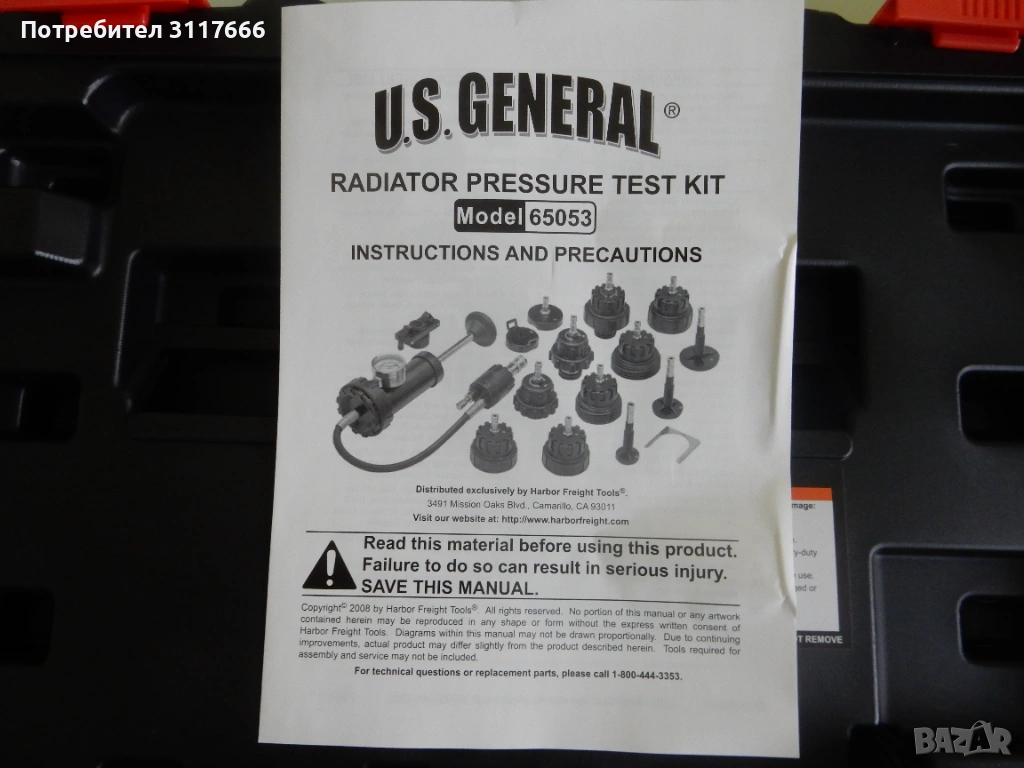 Потребител 3117666
U.S. GENERAL®
RADIATOR PRESSURE TEST KIT
Model 65053
INSTRUCTIONS AND PRECAUTIONS
Distributed exclusively by Harbor Freight Tools®.
3491 Mission Oaks Blvd., Camarillo, CA 93011
Visit our website at: http://www.harborfreight.com
Read this material before using this product.
Failure to do so can result in serious injury.
SAVE THIS MANUAL.
Copyright© 2008 by Harbor Freight Tools®. All rights reserved. No portion of this manual or any artwork
contained herein may be reproduced in any shape or form without the express written consent of
Harbor Freight Tools. Diagrams within this manual may not be drawn proportionally. Due to continuing
improvements, actual product may differ slightly from the product described herein. Tools required for
assembly and service may not be included.
For technical questions or replacement parts, please call 1-800-444-3353.
use,
or
REMOVE
BAZAR